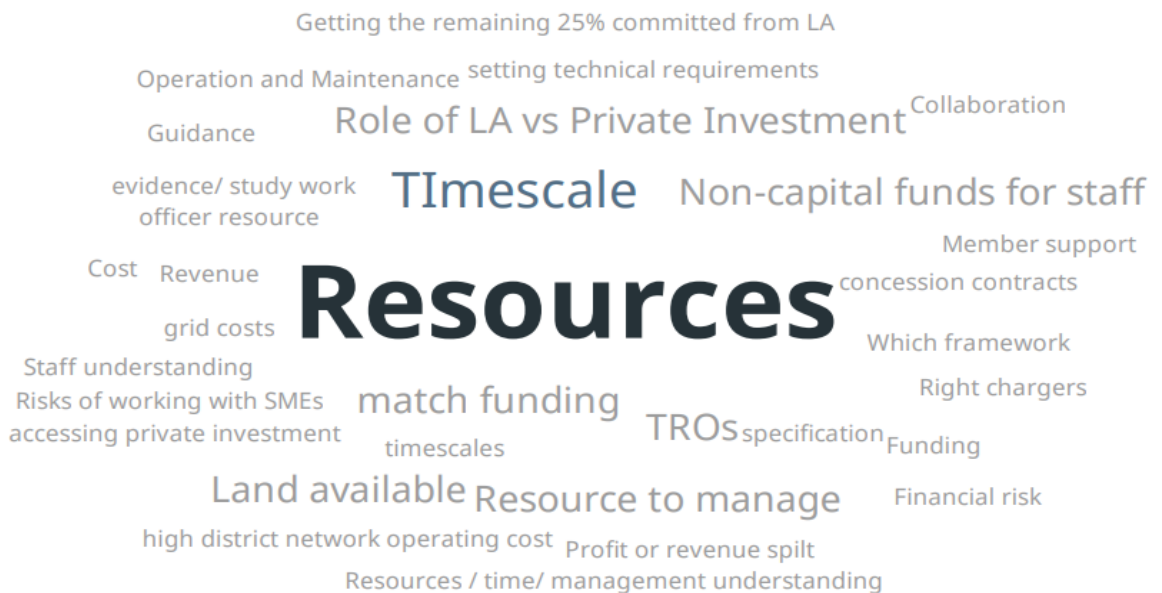 Getting the remaining 25% committed from LA
Operation and Maintenance
setting technical requirements
Collaboration
Role of LA vs Private Investment
Guidance
evidence/ study work
TImescale
Non-capital funds for staff
officer resource
Member support
Cost
Revenue
Resources
concession contracts
grid costs
Which framework
Staff understanding
Right chargers
Risks of working with SMEs
match funding
accessing private investment
TROs
specification
Funding
timescales
Land available
Resource to manage
Financial risk
high district network operating cost
Profit or revenue spilt
Resources / time/ management understanding